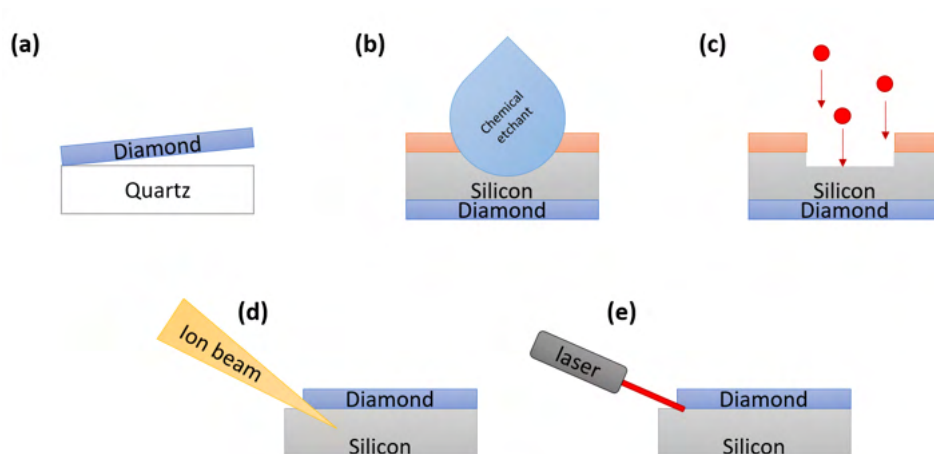 (a)
Diamond
Quartz
(b)
Chemical
etchant
Silicon
Diamond
(c)
Silicon
Diamond
(d)
Ion beam
Diamond
Silicon
(e)
laser
Diamond
Silicon